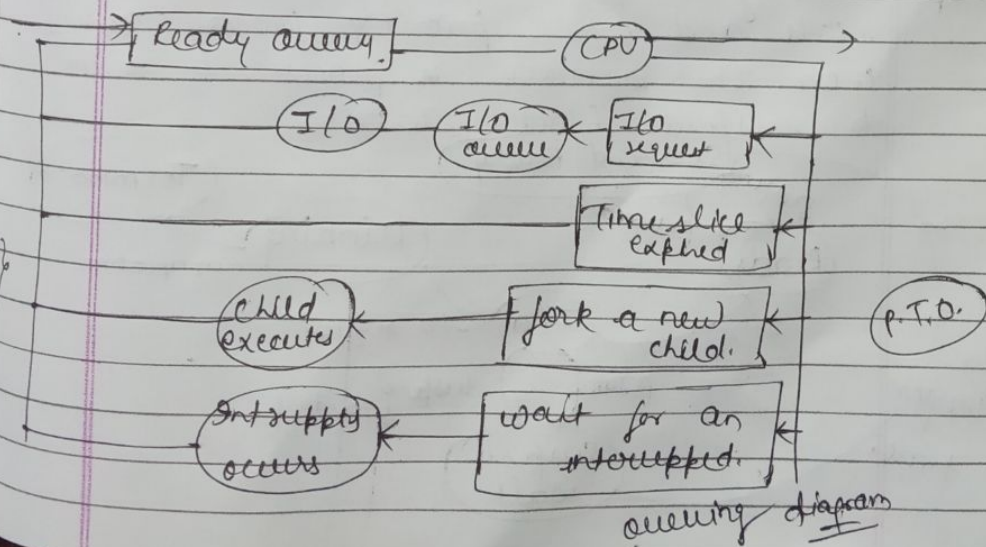 Ready Queue.
CPU
I/O
I/O
queue
I/O
request
Time slice
expired
child
executes
fork a new
child.
P.T.O.
Intruppty
occurs
wait for an
interrupted.
queuing diagram